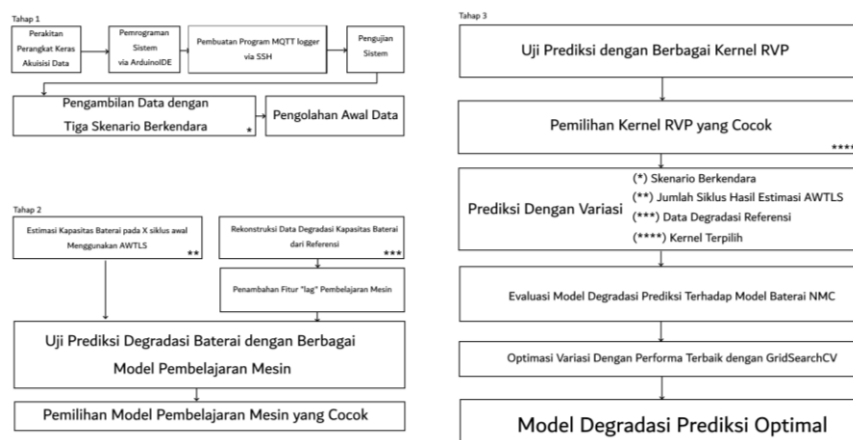 Tahap 1
Perakitan
Perangkat Keras
Akuisisi Data
Pemrograman
Sistem
via ArduinoIDE
Pembuatan Program MQTT logger
via SSH
Pengujian
Sistem
Pengambilan Data dengan
Tiga Skenario Berkendara
*
Pengolahan Awal Data
Tahap 2
Estimasi Kapasitas Baterai pada X siklus awal
Menggunakan AWTLS
**
Rekonstruksi Data Degradasi Kapasitas Baterai
dari Referensi
***
Penambahan Fitur "lag" Pembelajaran Mesin
Uji Prediksi Degradasi Baterai dengan Berbagai
Model Pembelajaran Mesin
Pemilihan Model Pembelajaran Mesin yang Cocok
Tahap 3
Uji Prediksi dengan Berbagai Kernel RVP
Pemilihan Kernel RVP yang Cocok
****
Prediksi Dengan Variasi
(*) Skenario Berkendara
(**) Jumlah Siklus Hasil Estimasi AWTLS
(***) Data Degradasi Referensi
(****) Kernel Terpilih
Evaluasi Model Degradasi Prediksi Terhadap Model Baterai NMC
Optimasi Variasi Dengan Performa Terbaik dengan GridSearchCV
Model Degradasi Prediksi Optimal